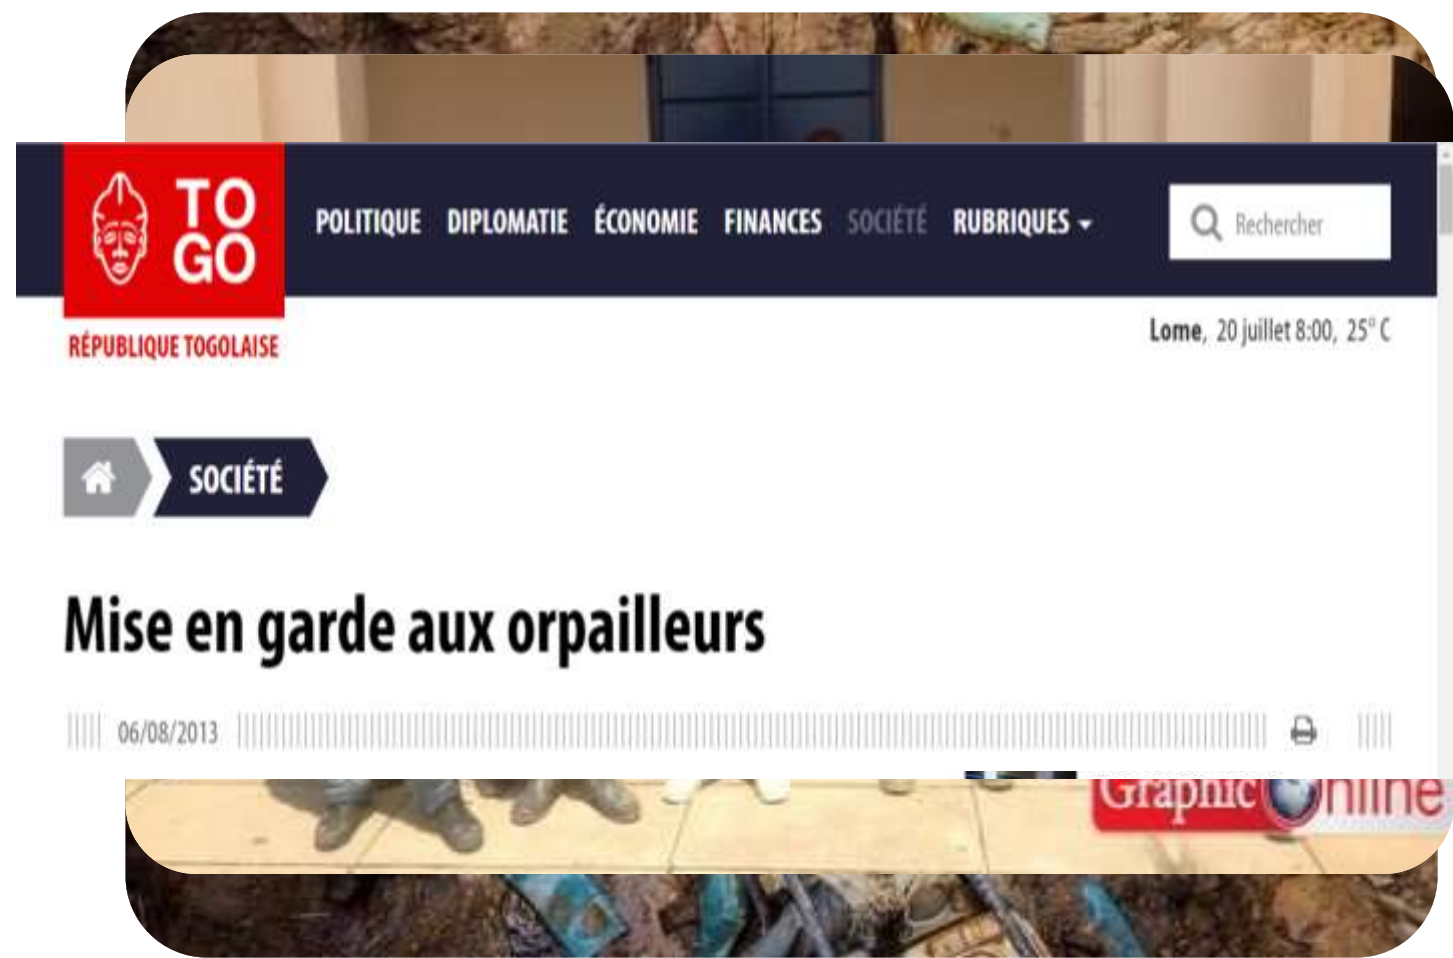 TO
GO
POLITIQUE DIPLOMATIE ÉCONOMIE FINANCES SOCIÉTÉ RUBRIQUES
Rechercher
RÉPUBLIQUE TOGOLAISE
Lome, 20 juillet 8:00, 25° C
SOCIÉTÉ
Mise en garde aux orpailleurs
06/08/2013
Graphic Online